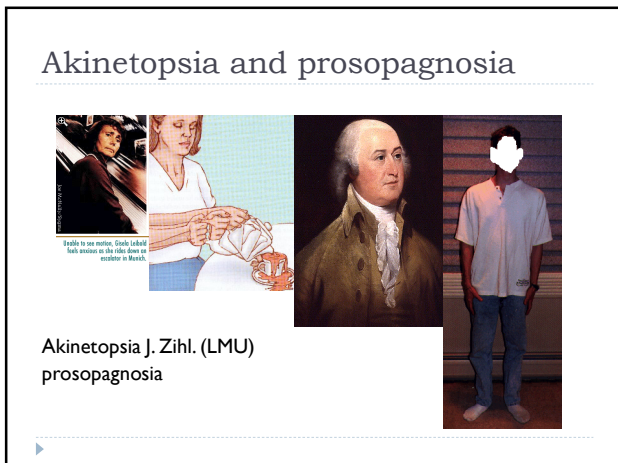 Akinetopsia and prosopagnosia
Unable to see motion, Gisela Leibold
feels anxious as she rides down an
escalator in Munich.
Akinetopsia J. Zihl. (LMU)
prosopagnosia